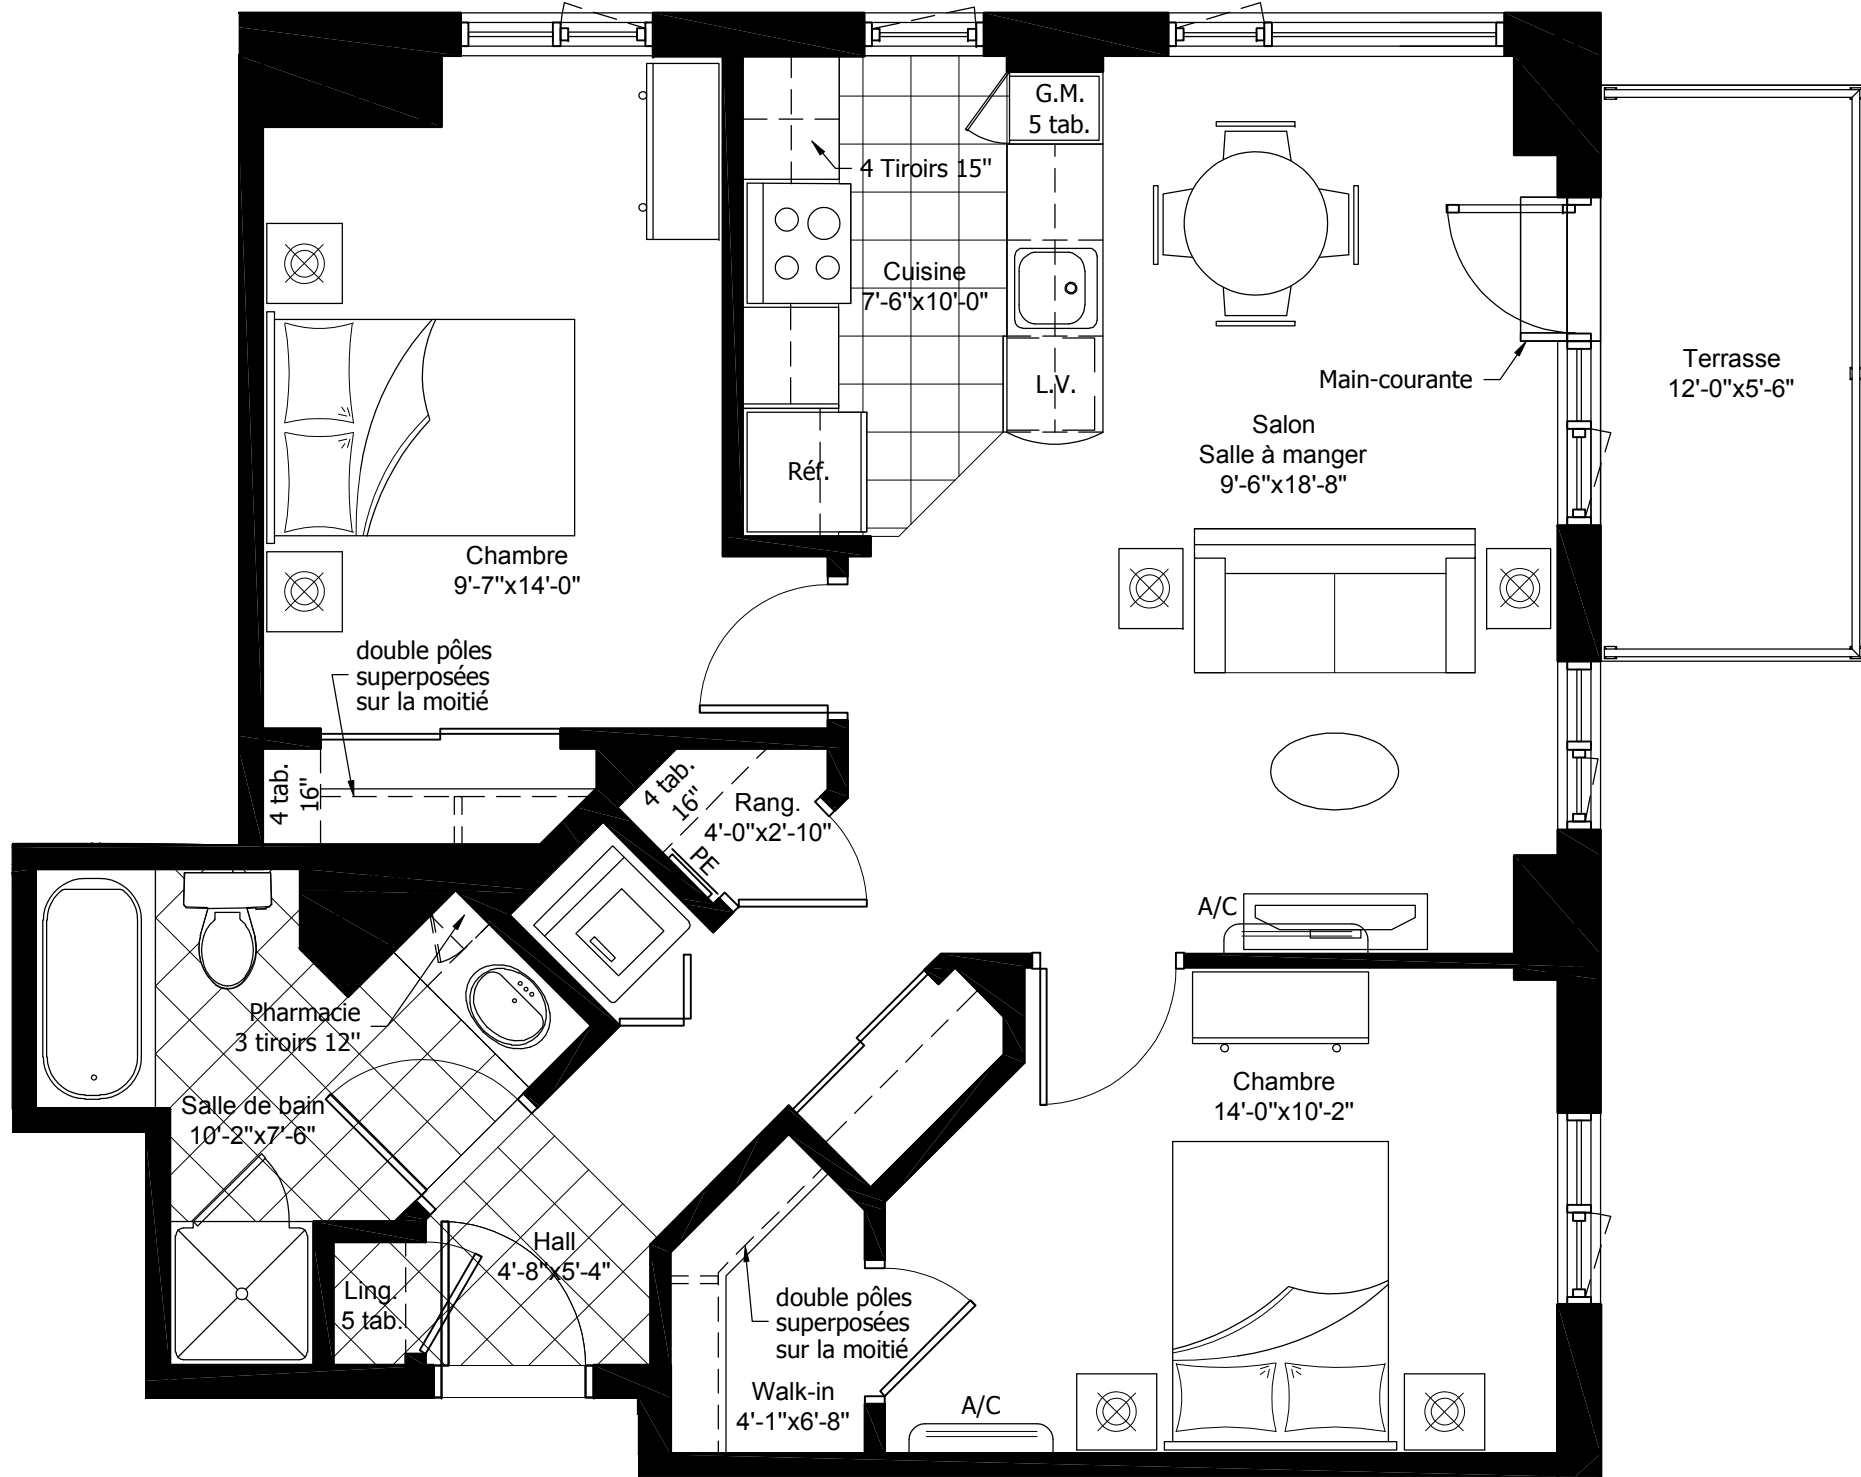 G.M.
5 tab.
4 Tiroirs 15"
Cuisine
7'-6"x10'-0"
L.V.
Réf.
Main-courante
Terrasse
12'-0"x5'-6"
Salon
Salle à manger
9'-6"x18'-8"
Chambre
9'-7"x14'-0"
double pôles
superposées
sur la moitié
4 tab.
16"
4 tab.
16"
Rang.
4'-0"x2'-10"
PE
A/C
Pharmacie
3 tiroirs 12"
Salle de bain
10'-2"x7'-6"
Chambre
14'-0"x10'-2"
Hall
4'-8"x5'-4"
Ling.
5 tab.
double pôles
superposées
sur la moitié
Walk-in
4'-1"x6'-8"
A/C